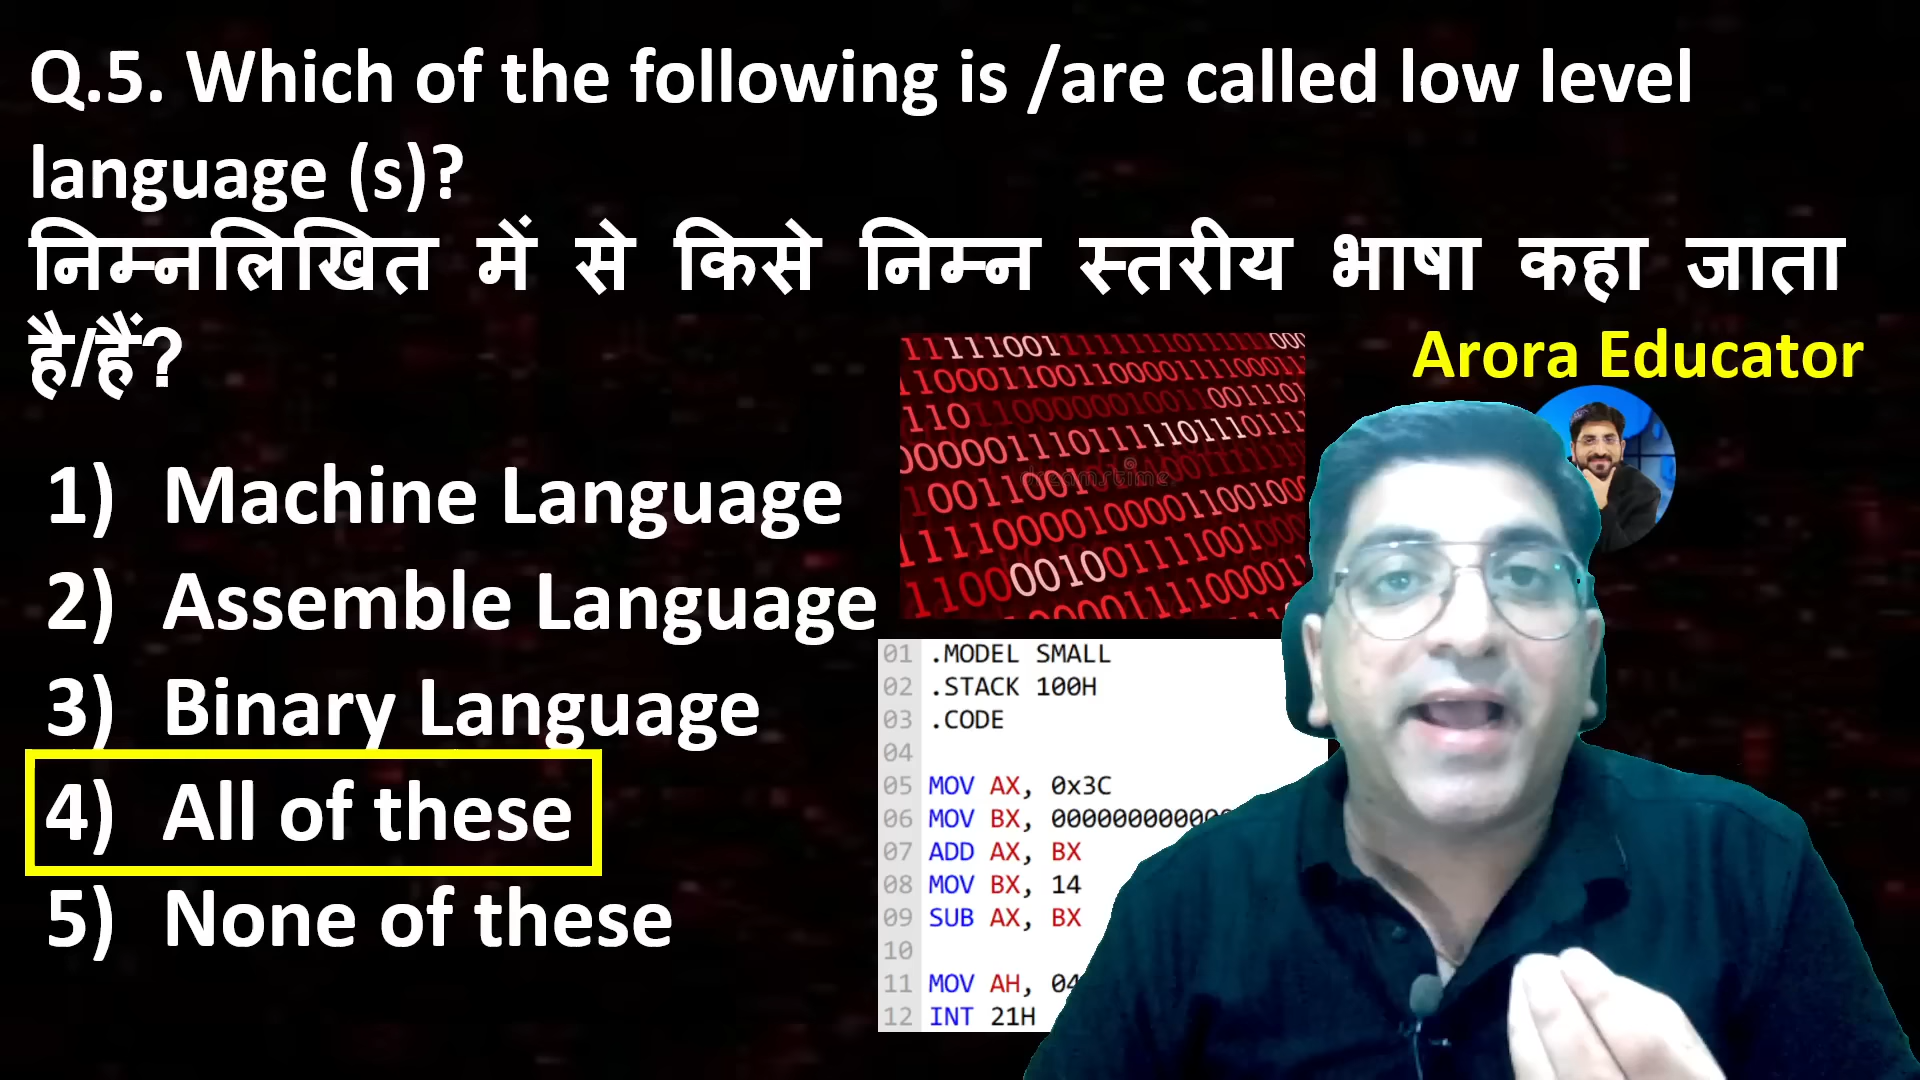 Q.5. Which of the following is /are called low level
language (s)?
निम्नलिखित में से किसे निम्न स्तरीय भाषा कहा जाता
है/हैं?
Arora Educator
1) Machine Language
2) Assemble Language
3) Binary Language
4) All of these
5) None of these
dreamstime
01 .MODEL SMALL
02 .STACK 100H
03 .CODE
04
05 MOV AX, 0x3C
06 MOV BX,
07 ADD AX, BX
08 MOV BX, 14
09 SUB AX, BX
10
11 MOV AH, 04
12 INT 21H